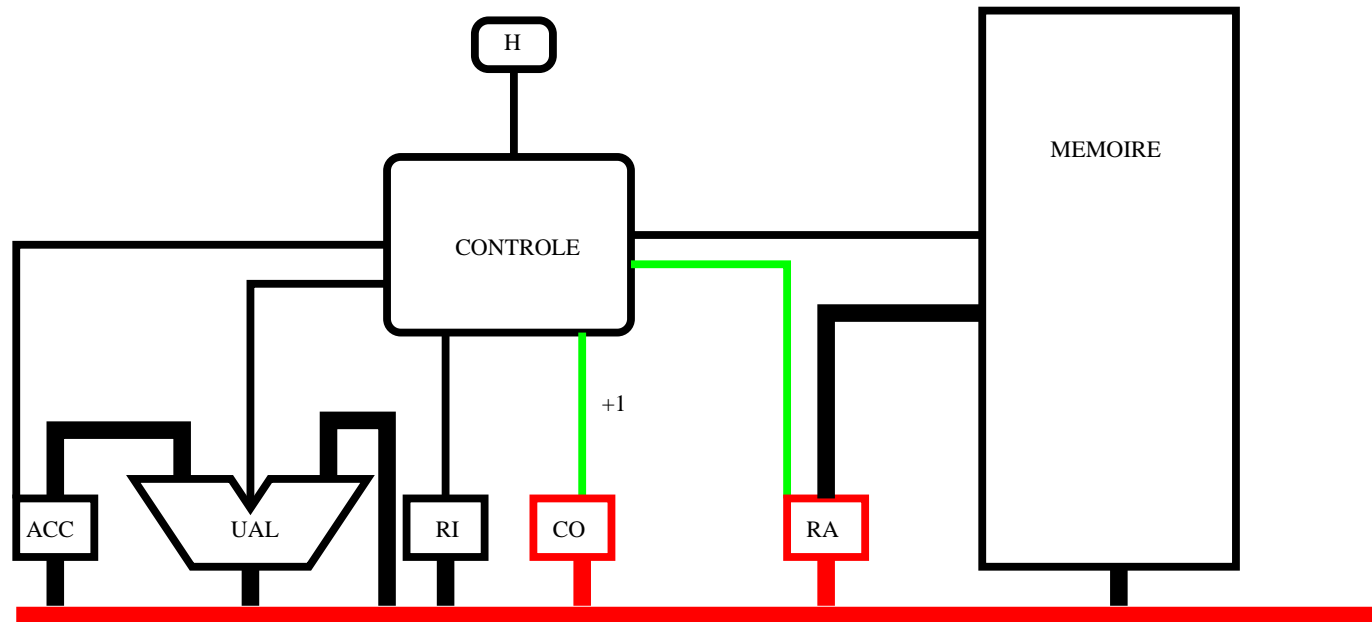 H
MEMOIRE
CONTROLE
+1
ACC
UAL
RI
CO
RA